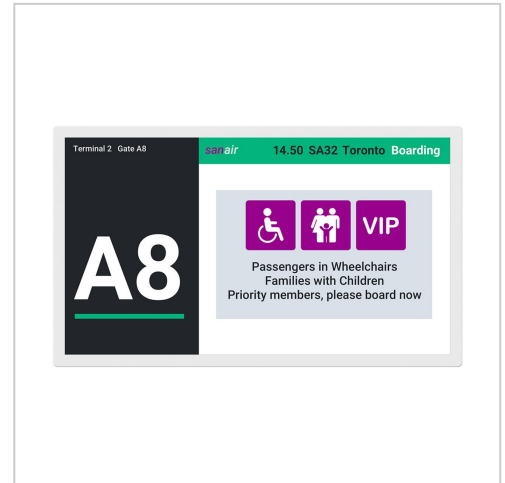 Terminal 2 Gate A8
sanair 14.50 SA32 Toronto Boarding
A8
VIP
Passengers in Wheelchairs
Families with Children
Priority members, please board now